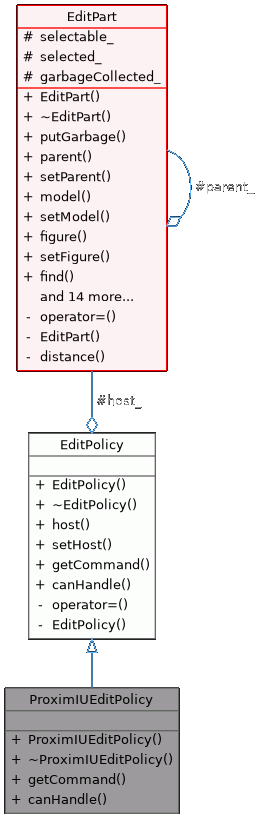 EditPart
# selectable_
# selected_
# garbageCollected_
+ EditPart()
+ ~EditPart()
+ putGarbage()
+ parent()
+ setParent()
+ model()
+ setModel()
+ figure()
+ setFigure()
+ find()
and 14 more...
- operator=()
- EditPart()
- distance()
#parent_
#host_
EditPolicy
+ EditPolicy()
+ ~EditPolicy()
+ host()
+ setHost()
+ getCommand()
+ canHandle()
- operator=()
- EditPolicy()
ProximIUEditPolicy
+ ProximIUEditPolicy()
+ ~ProximIUEditPolicy()
+ getCommand()
+ canHandle()